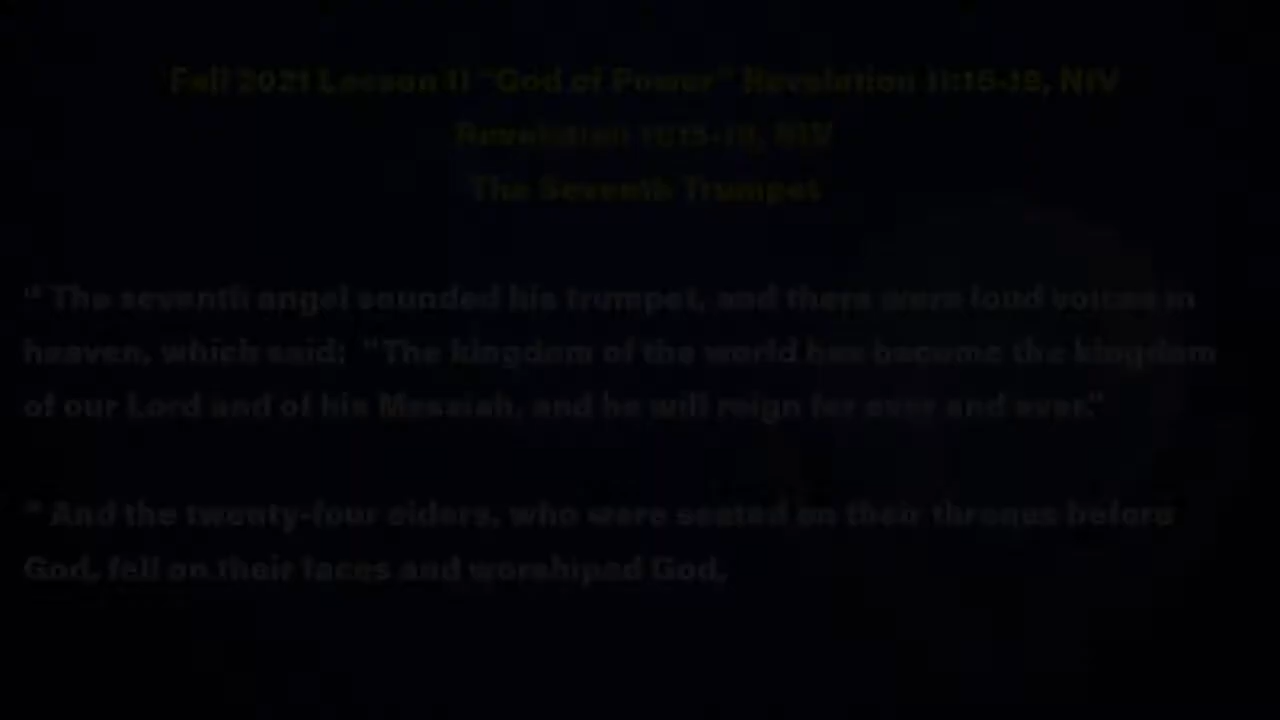 Fall 2021 Lesson 11 "God of Power" Revelation 11:15-18, NIV
Revelation 11:15-19, NIV
The Seventh Trumpet
15 The seventh angel sounded his trumpet, and there were loud voices in
heaven, which said: "The kingdom of the world has become the kingdom
of our Lord and of his Messiah, and he will reign for ever and ever."
16 And the twenty-four elders, who were seated on their thrones before
God, fell on their faces and worshiped God,